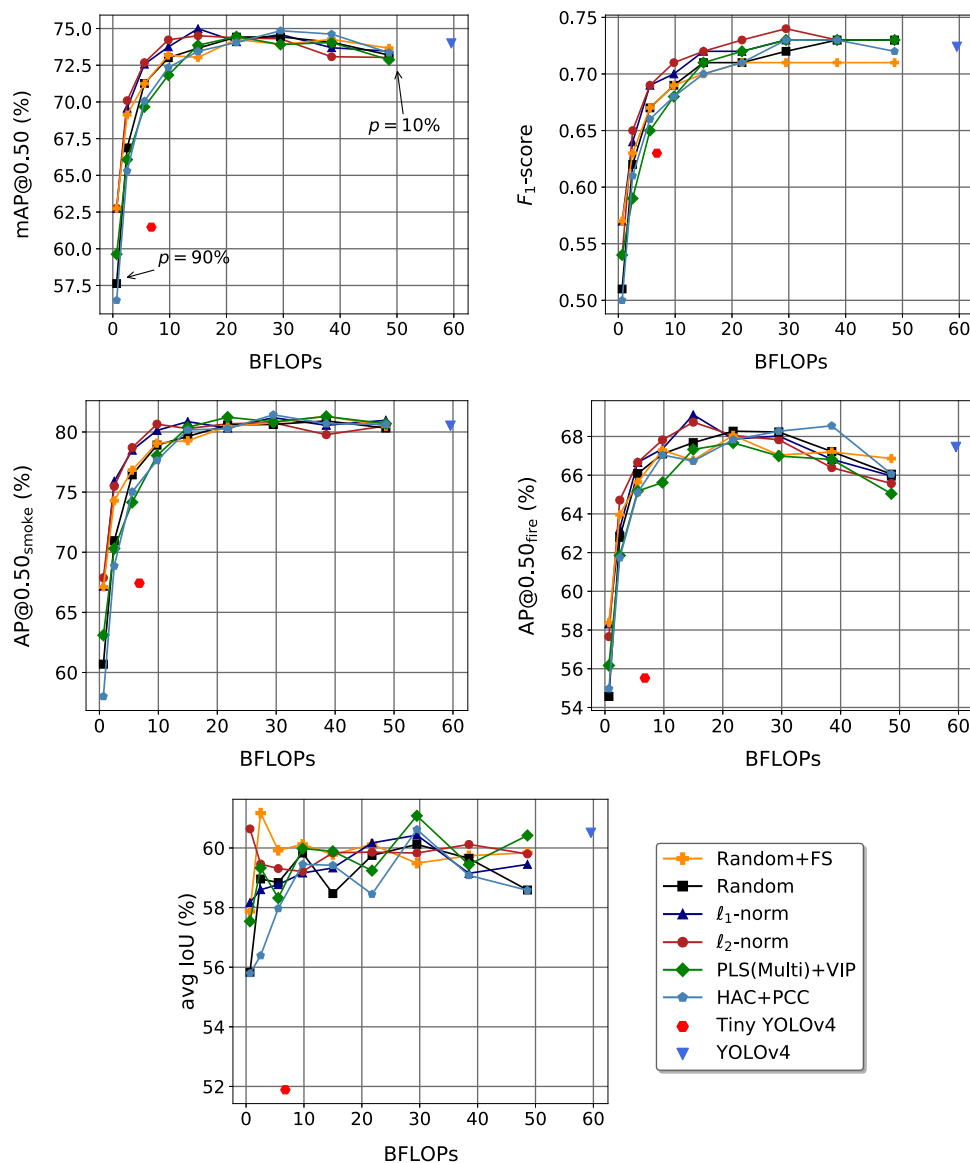 mAP@0.50 (%)
75.0
72.5
70.0
67.5
65.0
62.5
60.0
57.5
p = 10%
p = 90%
0 10 20 30 40 50 60
BFLOPs
F₁-score
0.75
0.70
0.65
0.60
0.55
0.50
0 10 20 30 40 50 60
BFLOPs
AP@0.50smoke (%)
80
75
70
65
60
0 10 20 30 40 50 60
BFLOPs
AP@0.50fire (%)
68
66
64
62
60
58
56
54
0 10 20 30 40 50 60
BFLOPs
avg IoU (%)
60
58
56
54
52
0 10 20 30 40 50 60
BFLOPs
Random+FS
Random
ℓ₁-norm
ℓ₂-norm
PLS(Multi)+VIP
HAC+PCC
Tiny YOLOv4
YOLOv4